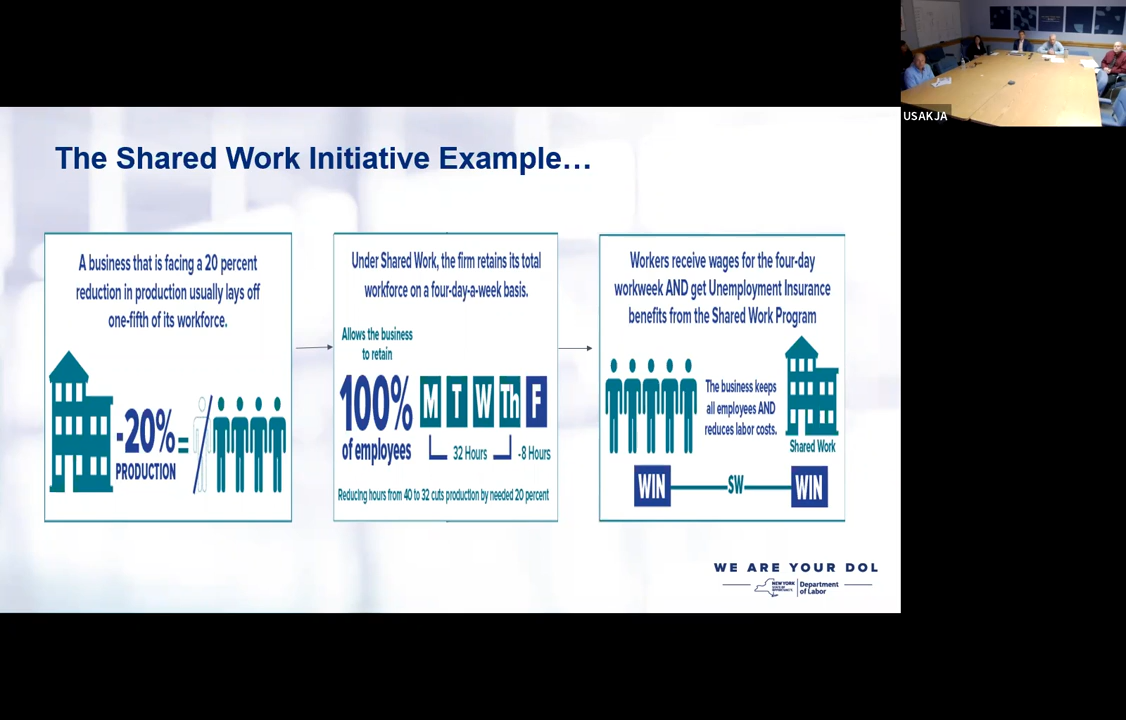 USAKJA
The Shared Work Initiative Example…
A business that is facing a 20 percent
reduction in production usually lays off
one-fifth of its workforce.
-20%
=
PRODUCTION
Under Shared Work, the firm retains its total
workforce on a four-day-a-week basis.
Allows the business
to retain
100%
of employees
M T W Th F
32 Hours
-8 Hours
Reducing hours from 40 to 32 cuts production by needed 20 percent
Workers receive wages for the four-day
workweek AND get Unemployment Insurance
benefits from the Shared Work Program
The business keeps
all employees AND
reduces labor costs.
Shared Work
WIN SW WIN
WE ARE YOUR DOL
NEW YORK
STATE OF
OPPORTUNITY.
Department
of Labor